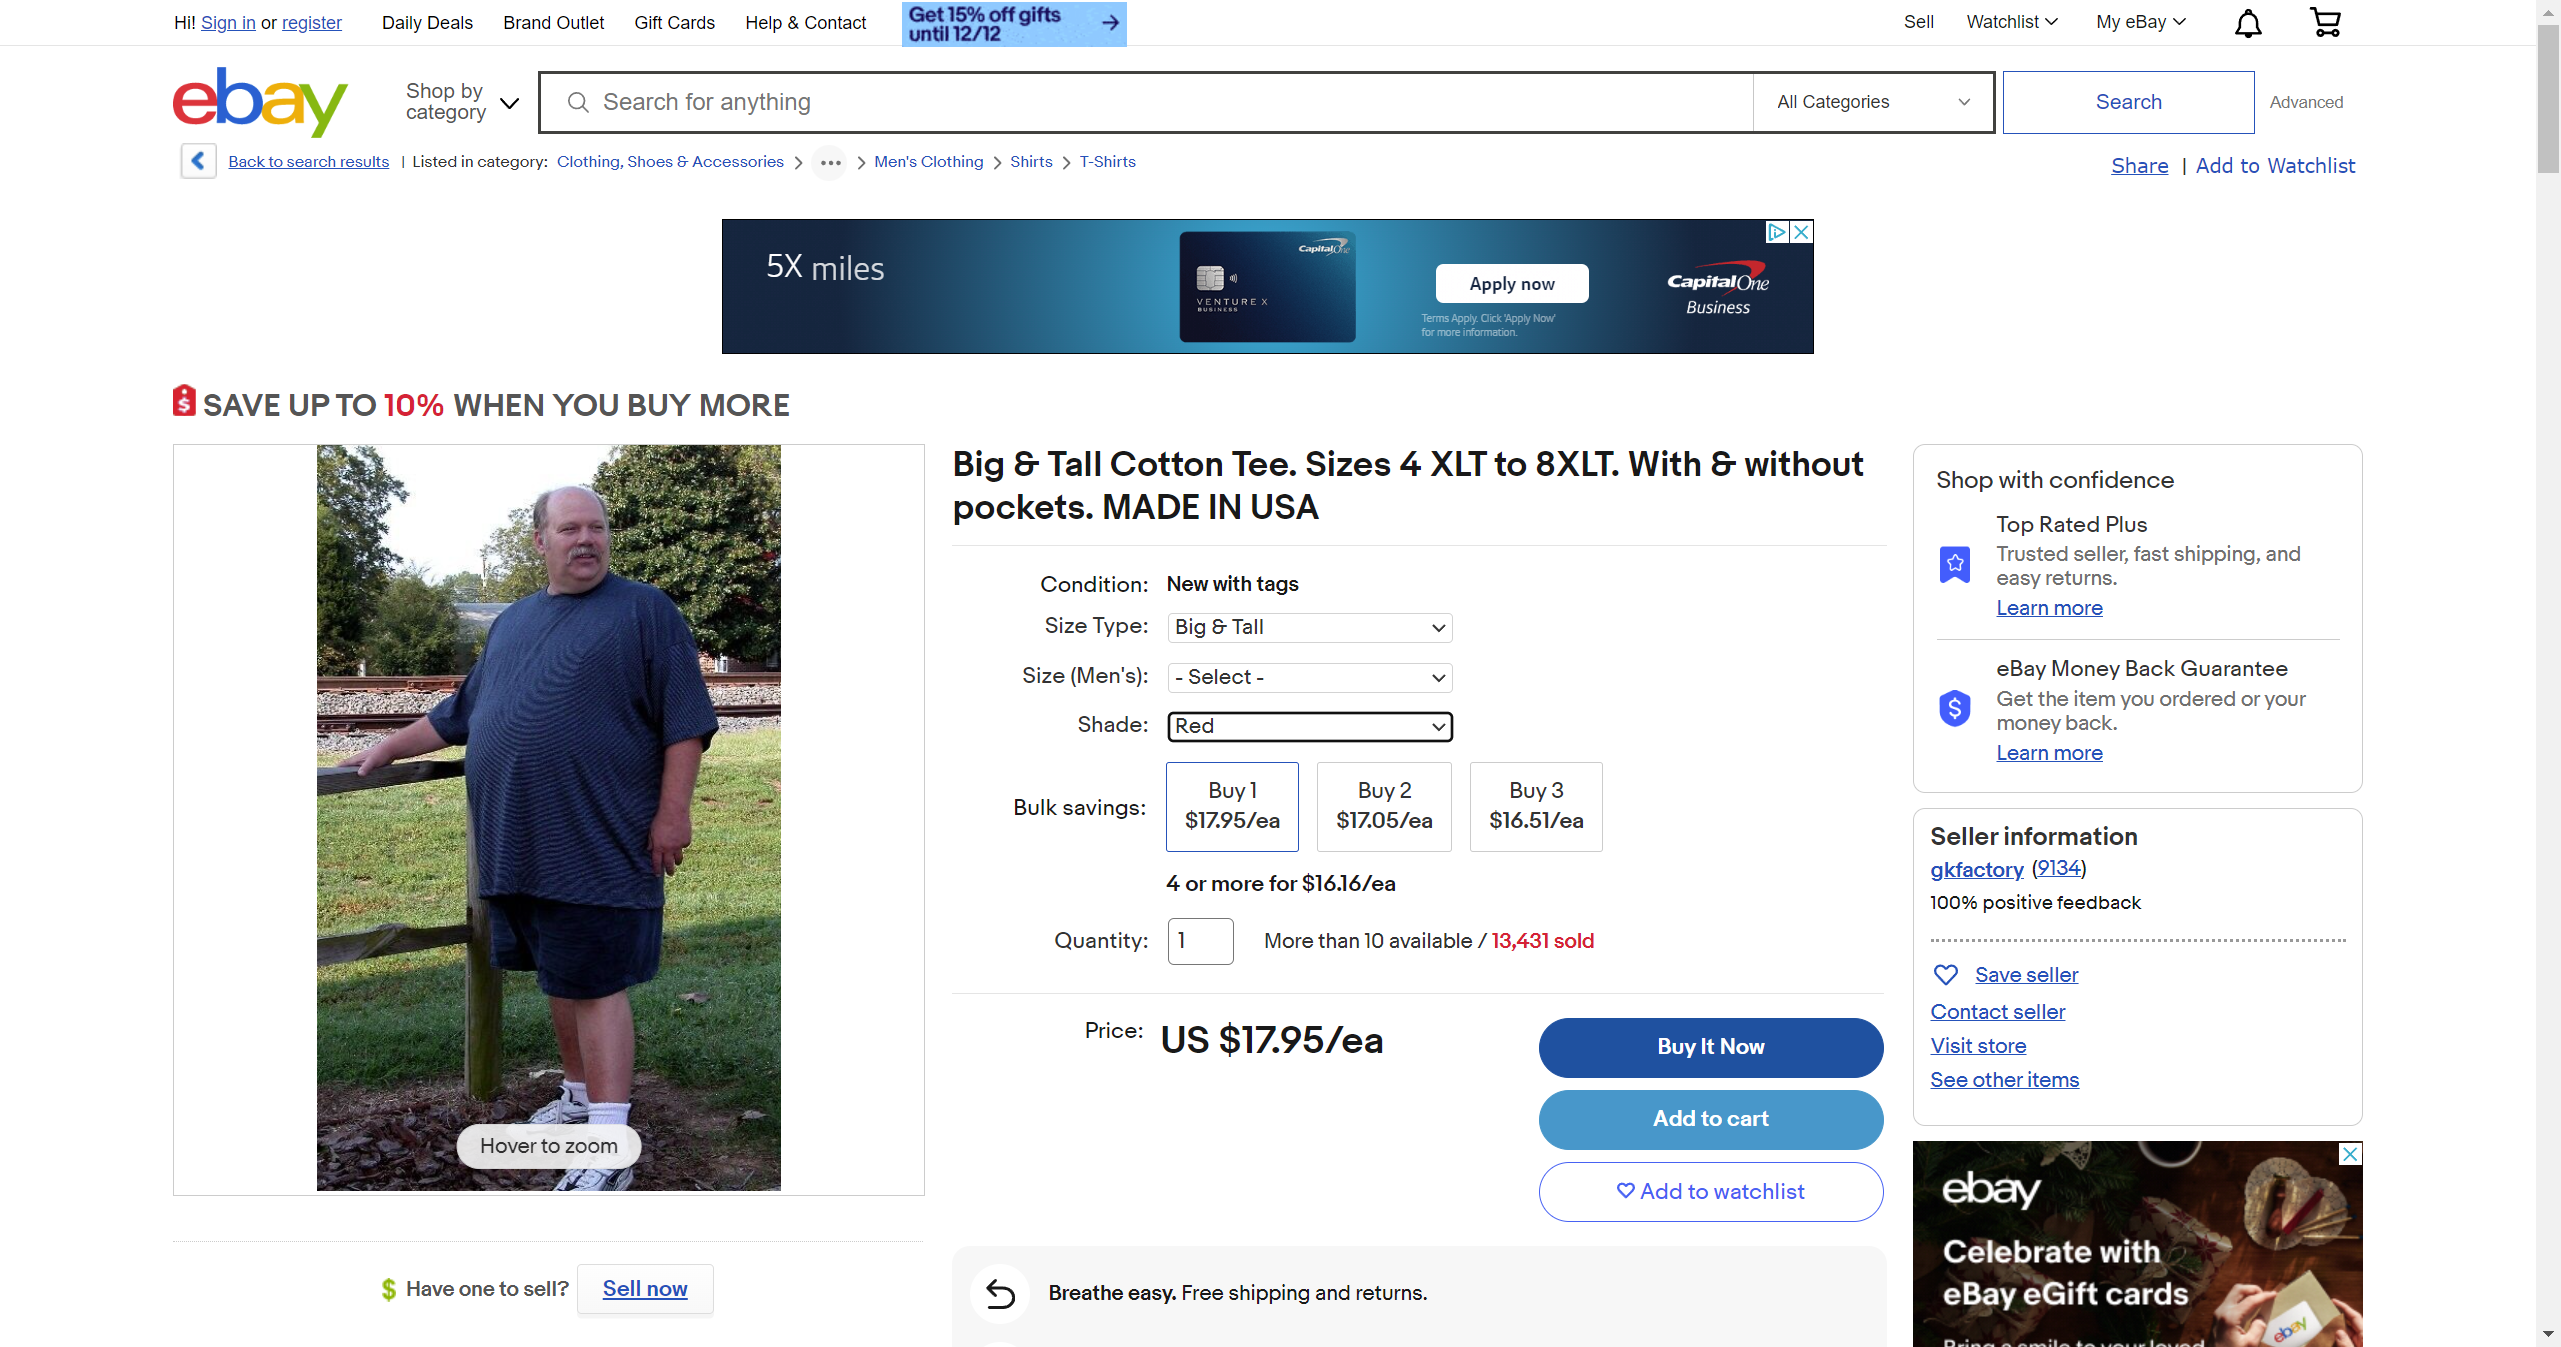 Hi! Sign in or register
Daily Deals
Brand Outlet
Gift Cards
Help & Contact
Get 15% off gifts
until 12/12
Sell
Watchlist
My eBay
ebay
Shop by
category
Search for anything
All Categories
Search
Advanced
Back to search results | Listed in category: Clothing, Shoes & Accessories > ••• > Men's Clothing > Shirts > T-Shirts
Share | Add to Watchlist
5X miles
CapitalOne
VENTURE X
BUSINESS
Apply now
Terms Apply. Click 'Apply Now'
for more information.
CapitalOne
Business
SAVE UP TO 10% WHEN YOU BUY MORE
Hover to zoom
Have one to sell? Sell now
Big & Tall Cotton Tee. Sizes 4 XLT to 8XLT. With & without
pockets. MADE IN USA
Condition: New with tags
Size Type: Big & Tall
Size (Men's): - Select -
Shade: Red
Bulk savings:
Buy 1
$17.95/ea
Buy 2
$17.05/ea
Buy 3
$16.51/ea
4 or more for $16.16/ea
Quantity: 1 More than 10 available / 13,431 sold
Price: US $17.95/ea
Buy It Now
Add to cart
Add to watchlist
Breathe easy. Free shipping and returns.
Shop with confidence
Top Rated Plus
Trusted seller, fast shipping, and
easy returns.
Learn more
eBay Money Back Guarantee
Get the item you ordered or your
money back.
Learn more
Seller information
gkfactory (9134)
100% positive feedback
Save seller
Contact seller
Visit store
See other items
ebay
Celebrate with
eBay eGift cards
ebay
Bring a smile to your loved